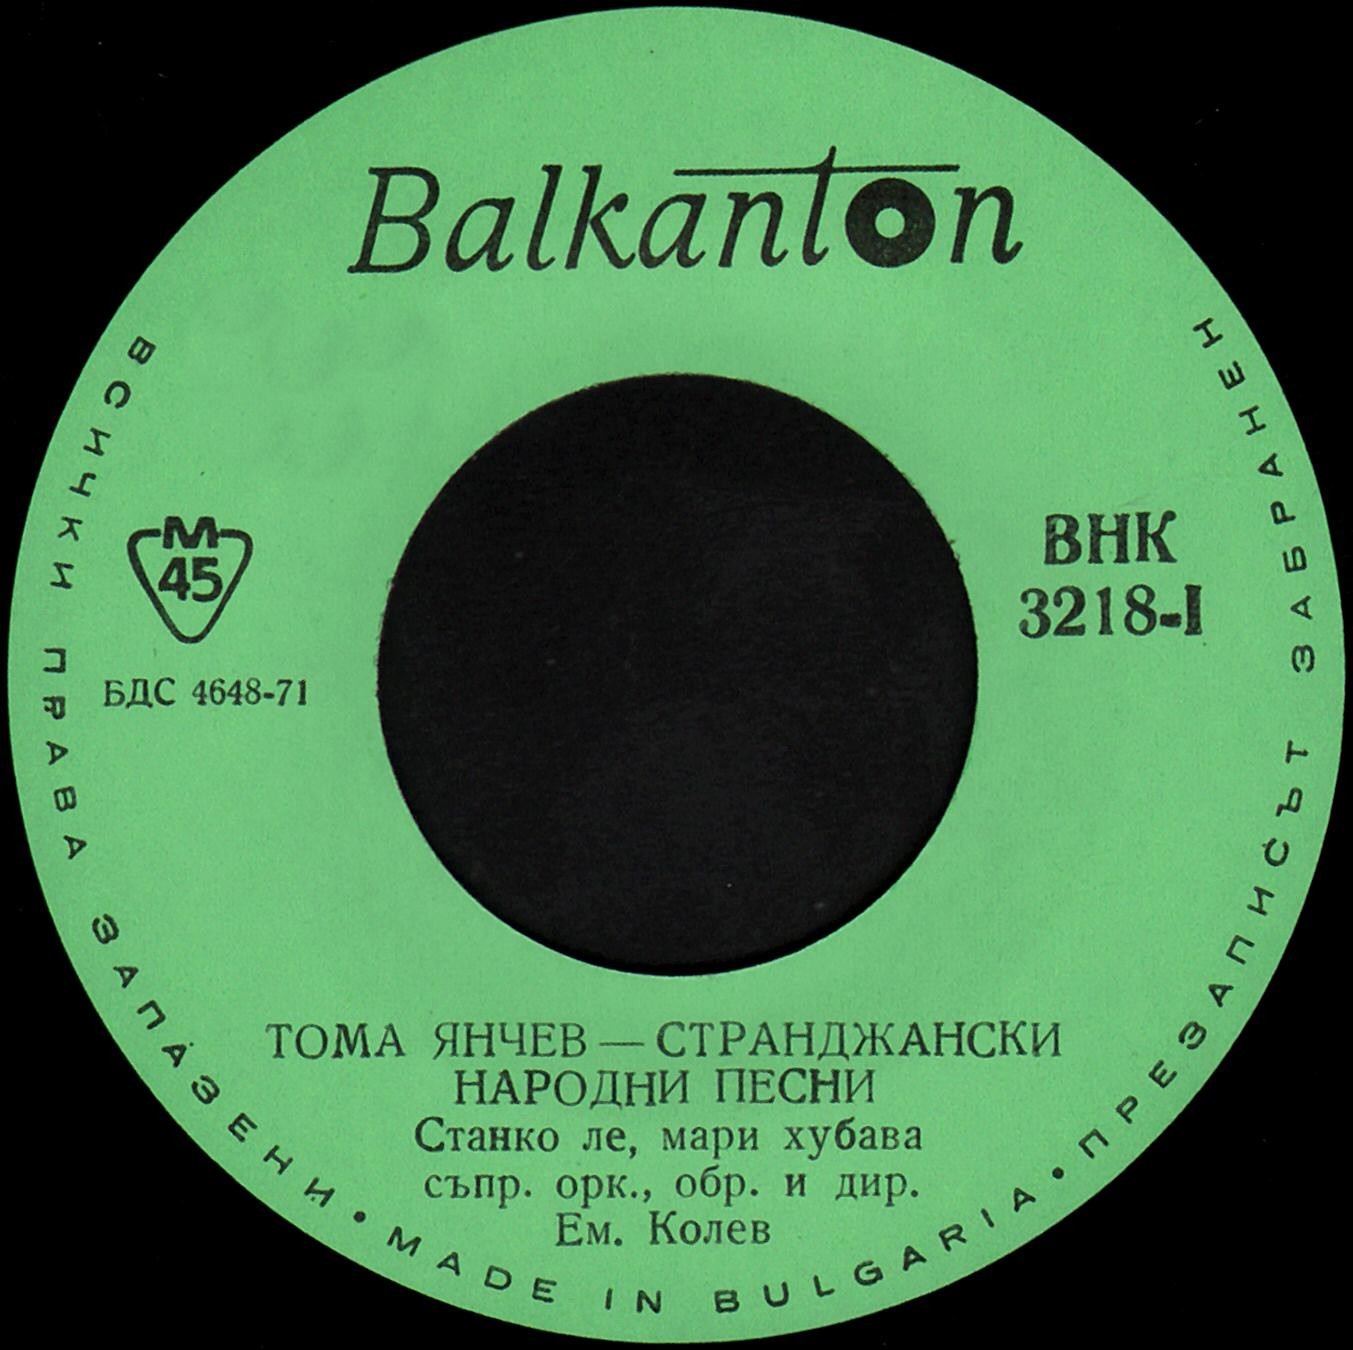 Balkanton
M
45
БДС 4648-71
ВНК
3218-I
ТОМА ЯНЧЕВ — СТРАНДЖАНСКИ
НАРОДНИ ПЕСНИ
Станко ле, мари хубава
съпр. орк., обр. и дир.
Ем. Колев
ВСИЧКИ ПРАВА ЗАПАЗЕНИ • MADE IN BULGARIA • ПРЕЗАПИСЪТ ЗАБРАНЕН